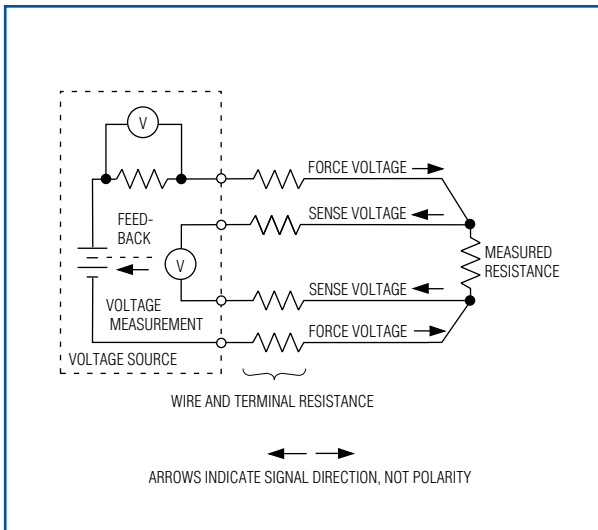 V
FORCE VOLTAGE
SENSE VOLTAGE
FEED-
BACK
V
MEASURED
RESISTANCE
VOLTAGE
MEASUREMENT
SENSE VOLTAGE
FORCE VOLTAGE
VOLTAGE SOURCE
WIRE AND TERMINAL RESISTANCE
ARROWS INDICATE SIGNAL DIRECTION, NOT POLARITY